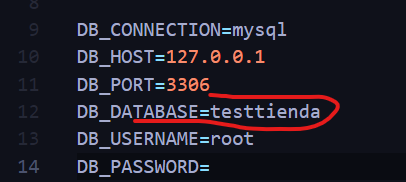 8
9 DB_CONNECTION=mysql
10 DB_HOST=127.0.0.1
11 DB_PORT=3306
12 DB_DATABASE=testtienda
13 DB_USERNAME=root
14 DB_PASSWORD=